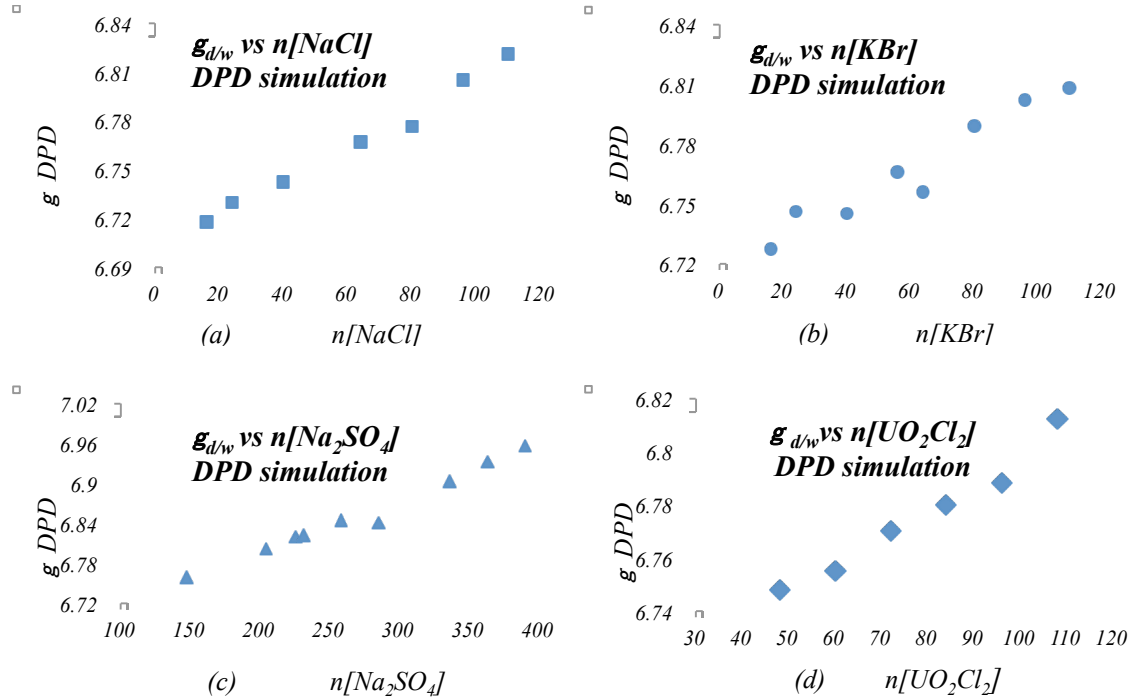 g_{d/w} vs n[NaCl]
DPD simulation
g DPD
6.84
6.81
6.78
6.75
6.72
6.69
0 20 40 60 80 100 120
(a) n[NaCl]
g_{d/w} vs n[KBr]
DPD simulation
g DPD
6.84
6.81
6.78
6.75
6.72
0 20 40 60 80 100 120
(b) n[KBr]
g_{d/w} vs n[Na₂SO₄]
DPD simulation
g DPD
7.02
6.96
6.9
6.84
6.78
6.72
100 150 200 250 300 350 400
(c) n[Na₂SO₄]
g_{d/w} vs n[UO₂Cl₂]
DPD simulation
g DPD
6.82
6.8
6.78
6.76
6.74
30 40 50 60 70 80 90 100 110 120
(d) n[UO₂Cl₂]